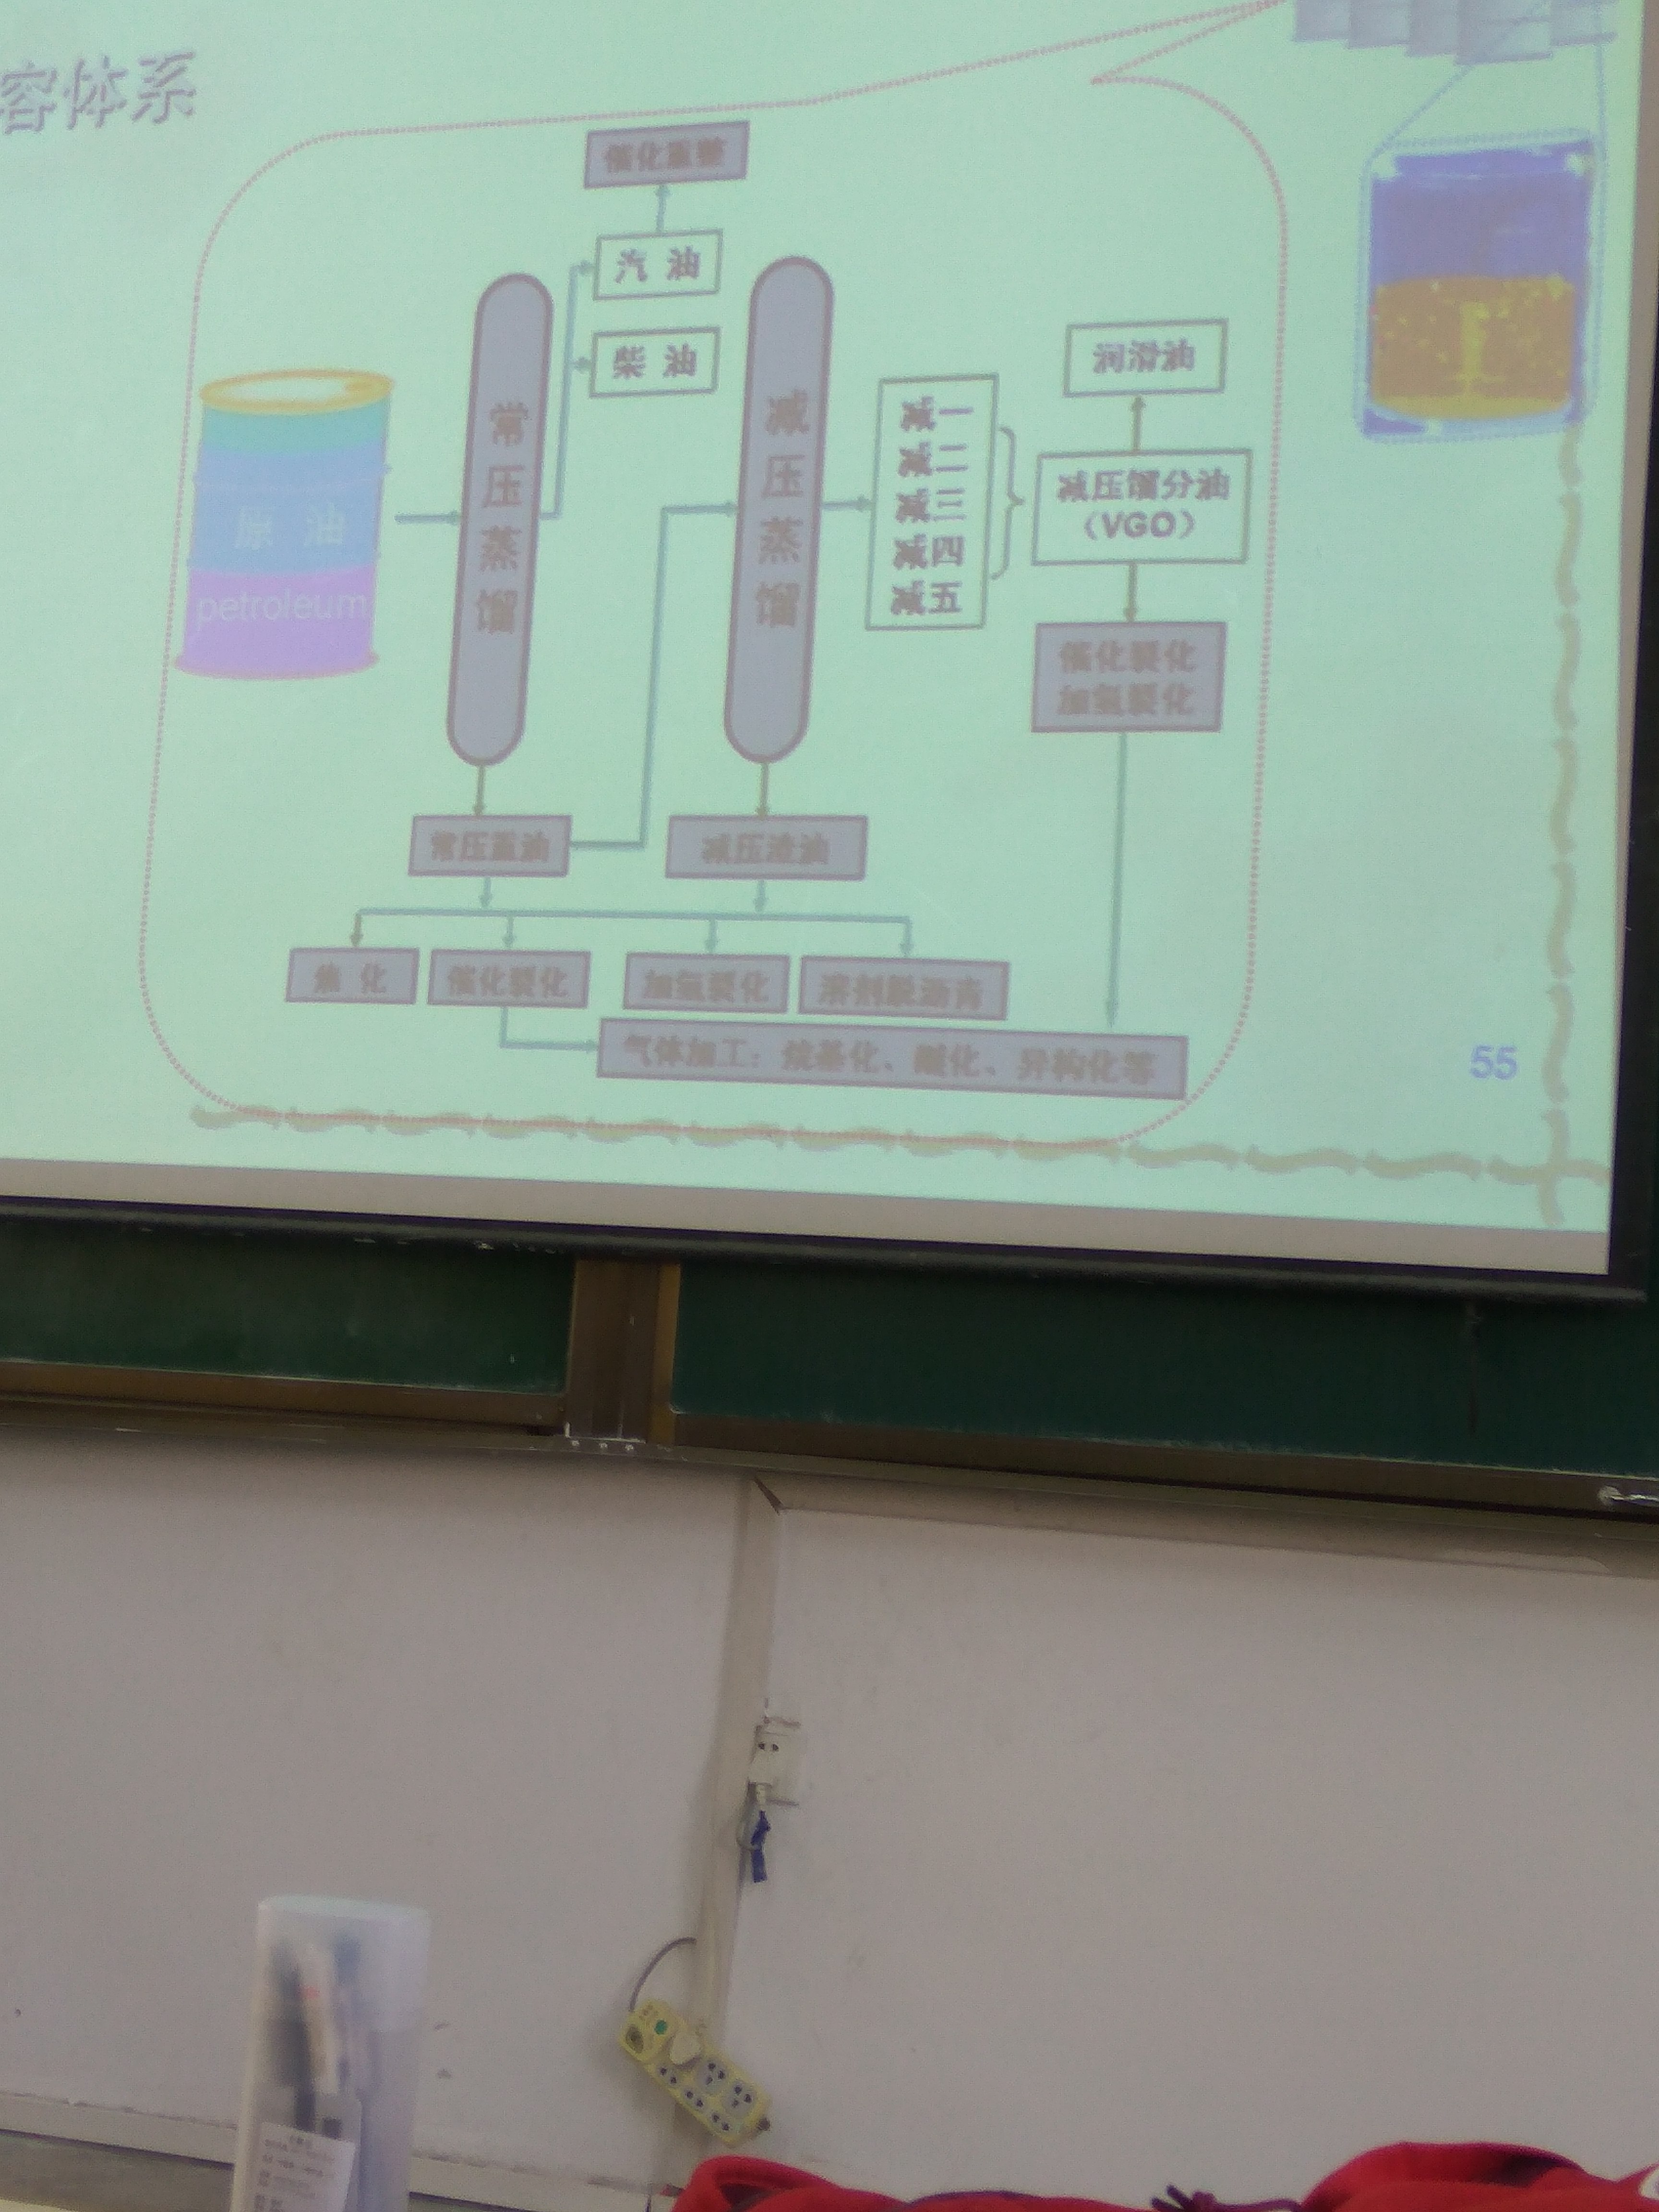 容体系
催化重整
汽 油
柴 油
常压蒸馏
减压蒸馏
原 油
petroleum
减一
减二
减三
减四
减五
润滑油
减压馏分油
（VGO）
催化裂化
加氢裂化
常压重油
减压渣油
焦 化
催化裂化
加氢裂化
溶剂脱沥青
气体加工：烷基化、醚化、异构化等
55